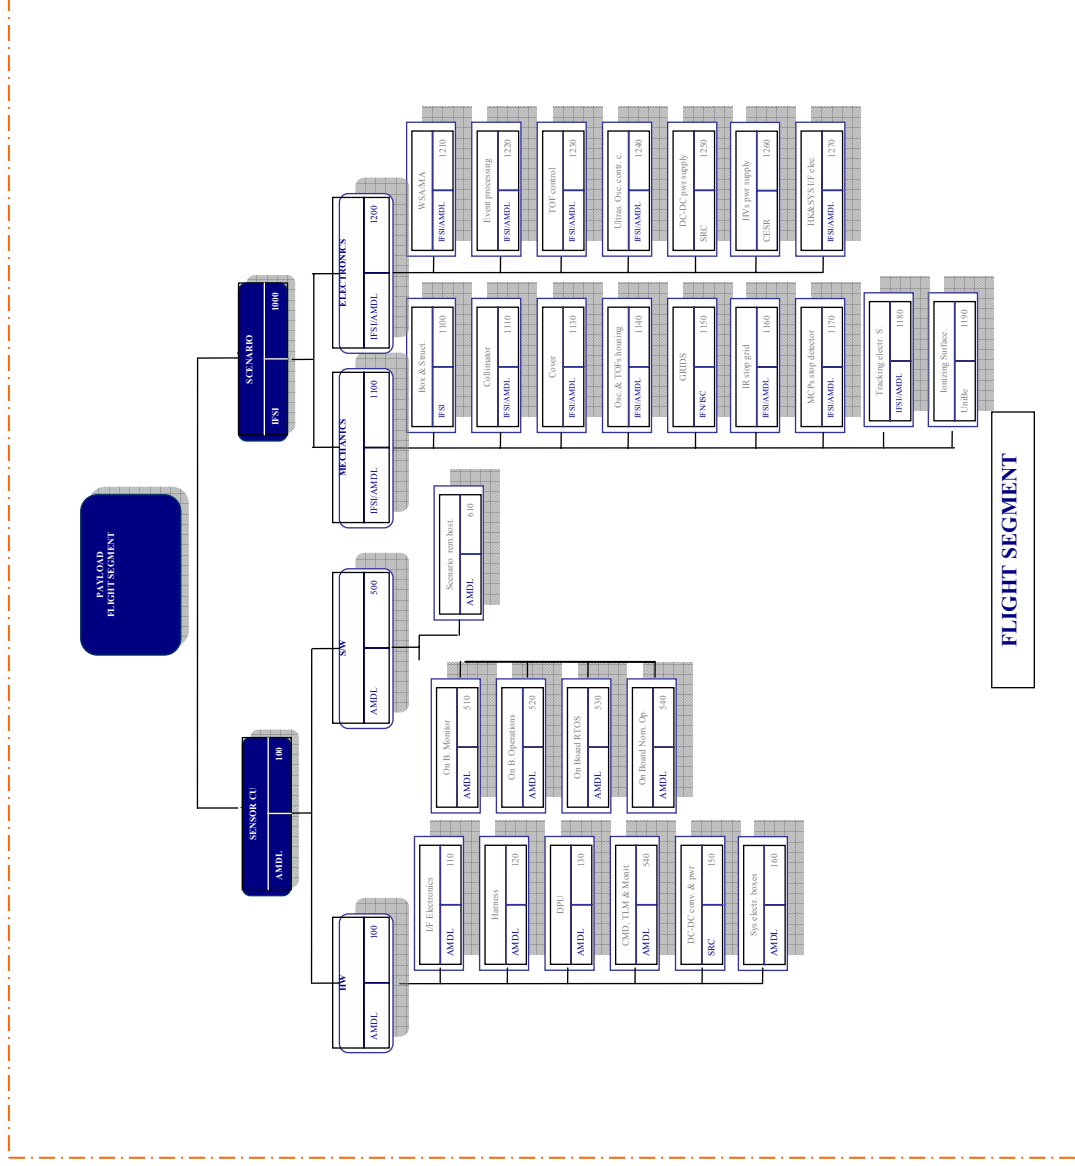 PAYLOAD
FLIGHT SEGMENT
SENSOR CU
AMDL 100
SCENARIO
IFSI 1000
HW
AMDL 100
S/W
AMDL 500
MECHANICS
IFSI/AMDL 1100
ELECTRONICS
IFSI/AMDL 1200
I/F Electronics
AMDL 110
Harness
AMDL 120
DPU
AMDL 130
CMD, TLM & Monit.
AMDL 540
DC-DC conv. & pwr
SRC 150
Sys electr. boxes
AMDL 160
On B. Monitor
AMDL 510
On B. Operations
AMDL 520
On Board RTOS
AMDL 530
On Board Nom. Op
AMDL 540
Scenario rem.host.
AMDL 610
Box & Struct.
IFSI 1100
Collimator
IFSI/AMDL 1110
Cover
IFSI/AMDL 1130
Osc. & TOFs housing
IFSI/AMDL 1140
GRIDS
IFN/ISC 1150
IR stop grid
IFSI/AMDL 1160
MCPs stop detector
IFSI/AMDL 1170
Tracking electr. S.
IFSI/AMDL 1180
Ionizing Surface.
UniBe 1190
WSA/MA
IFSI/AMDL 1210
Event processing
IFSI/AMDL 1220
TOF control
IFSI/AMDL 1230
Ultras. Osc. contr. c.
IFSI/AMDL 1240
DC-DC pwr supply
SRC 1250
HVs pwr supply
CESR 1260
HK&SYS I/F elec.
IFSI/AMDL 1270
FLIGHT SEGMENT